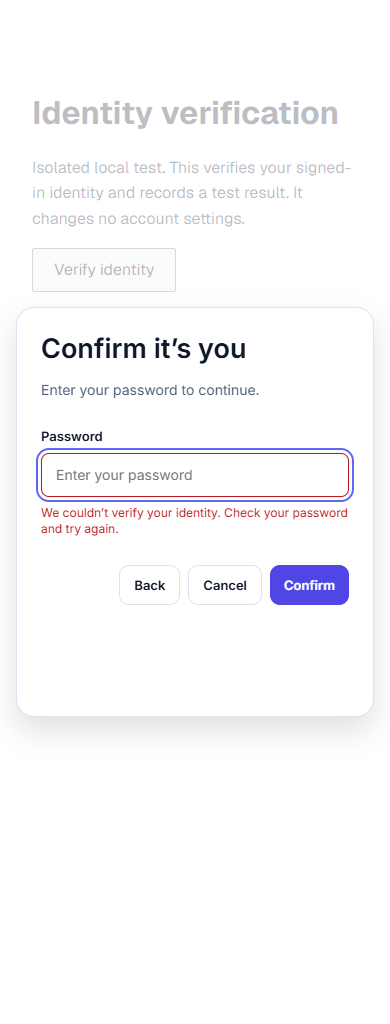 Identity verification
Isolated local test. This verifies your signed-
in identity and records a test result. It
changes no account settings.
Verify identity
Confirm it’s you
Enter your password to continue.
Password
Enter your password
We couldn’t verify your identity. Check your password
and try again.
Back
Cancel
Confirm